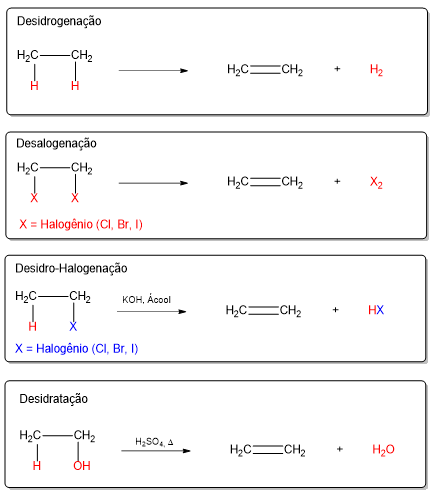 Desidrogenação
H₂C CH₂ H₂C CH₂ + H₂
H H
Desalogenação
H₂C CH₂ H₂C CH₂ + X₂
X X
X = Halogênio (Cl, Br, I)
Desidro-Halogenação
H₂C CH₂ KOH, Ácool H₂C CH₂ + HX
H X
X = Halogênio (Cl, Br, I)
Desidratação
H₂C CH₂ H₂SO₄, Δ H₂C CH₂ + H₂O
H OH